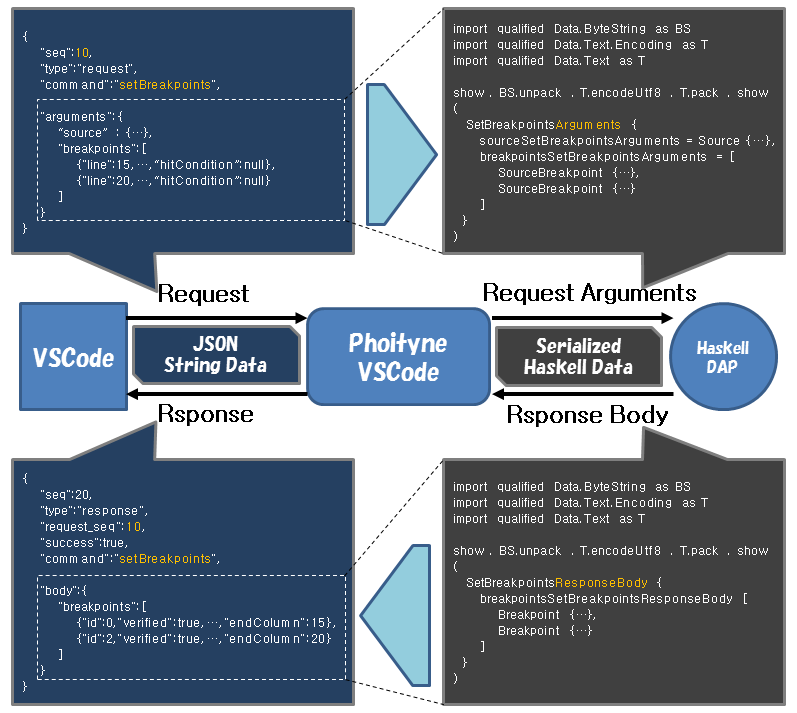 {
"seq":10,
"type":"request",
"command":"setBreakpoints",
"arguments":{
"source" : {…},
"breakpoints":[
{"line":15, …,"hitCondition":null},
{"line":20, …,"hitCondition":null}
]
}
}
import qualified Data.ByteString as BS
import qualified Data.Text.Encoding as T
import qualified Data.Text as T
show . BS.unpack . T.encodeUtf8 . T.pack . show
(
SetBreakpointsArguments {
sourceSetBreakpointsArguments = Source {…},
breakpointsSetBreakpointsArguments = [
SourceBreakpoint {…},
SourceBreakpoint {…}
]
}
)
Request
Request Arguments
VSCode
JSON
String Data
Phoityne
VSCode
Serialized
Haskell Data
Haskell
DAP
Rsponse
Rsponse Body
{
"seq":20,
"type":"response",
"request_seq":10,
"success":true,
"command":"setBreakpoints",
"body":{
"breakpoints":[
{"id":0,"verified":true, …,"endColumn":15},
{"id":2,"verified":true, …,"endColumn":20}
]
}
}
import qualified Data.ByteString as BS
import qualified Data.Text.Encoding as T
import qualified Data.Text as T
show . BS.unpack . T.encodeUtf8 . T.pack . show
(
SetBreakpointsResponseBody {
breakpointsSetBreakpointsResponseBody [
Breakpoint {…},
Breakpoint {…}
]
}
)